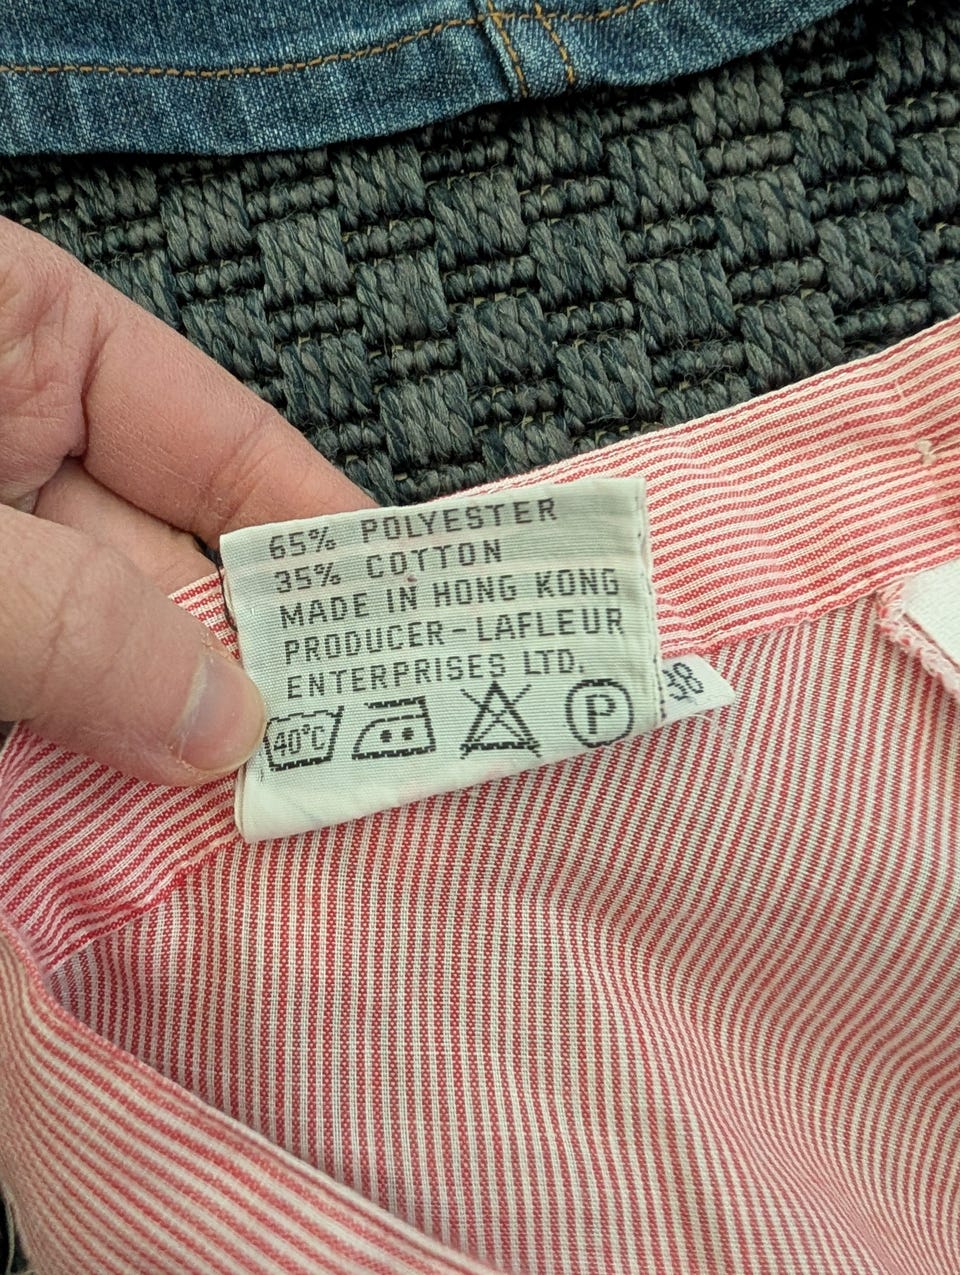 65% POLYESTER
35% COTTON
MADE IN HONG KONG
PRODUCER-LAFLEUR
ENTERPRISES LTD.
40°C
P
38